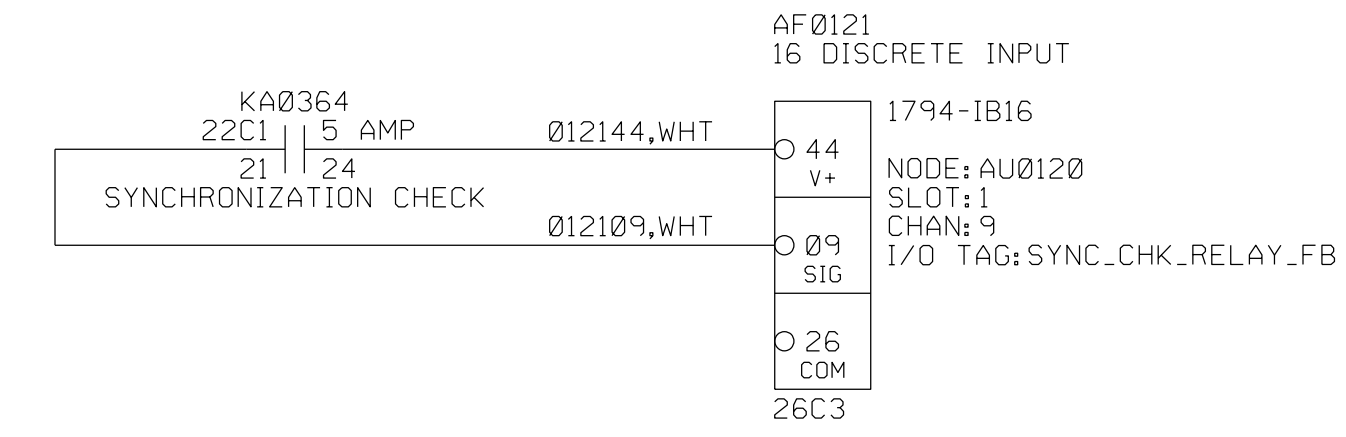 AFØ121
16 DISCRETE INPUT
KAØ364
22C1 5 AMP
21 24
SYNCHRONIZATION CHECK
Ø12144,WHT
Ø121Ø9,WHT
44
V+
Ø9
SIG
26
COM
26C3
1794-IB16
NODE:AUØ12Ø
SLOT:1
CHAN:9
I/O TAG:SYNC_CHK_RELAY_FB